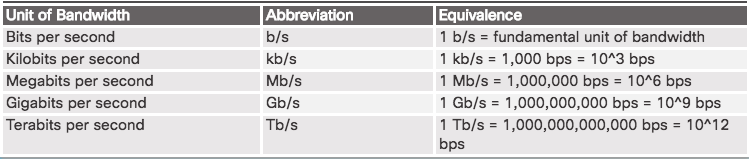 Unit of Bandwidth Abbreviation Equivalence
Bits per second b/s 1 b/s = fundamental unit of bandwidth
Kilobits per second kb/s 1 kb/s = 1,000 bps = 10^3 bps
Megabits per second Mb/s 1 Mb/s = 1,000,000 bps = 10^6 bps
Gigabits per second Gb/s 1 Gb/s = 1,000,000,000 bps = 10^9 bps
Terabits per second Tb/s 1 Tb/s = 1,000,000,000,000 bps = 10^12
bps